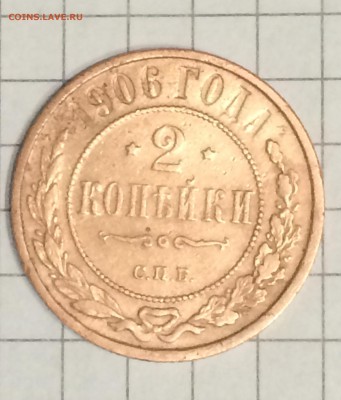 COINS.LAVE.RU
1906 ГОДА
* 2 *
КОПѢЙКИ
С.П.Б.